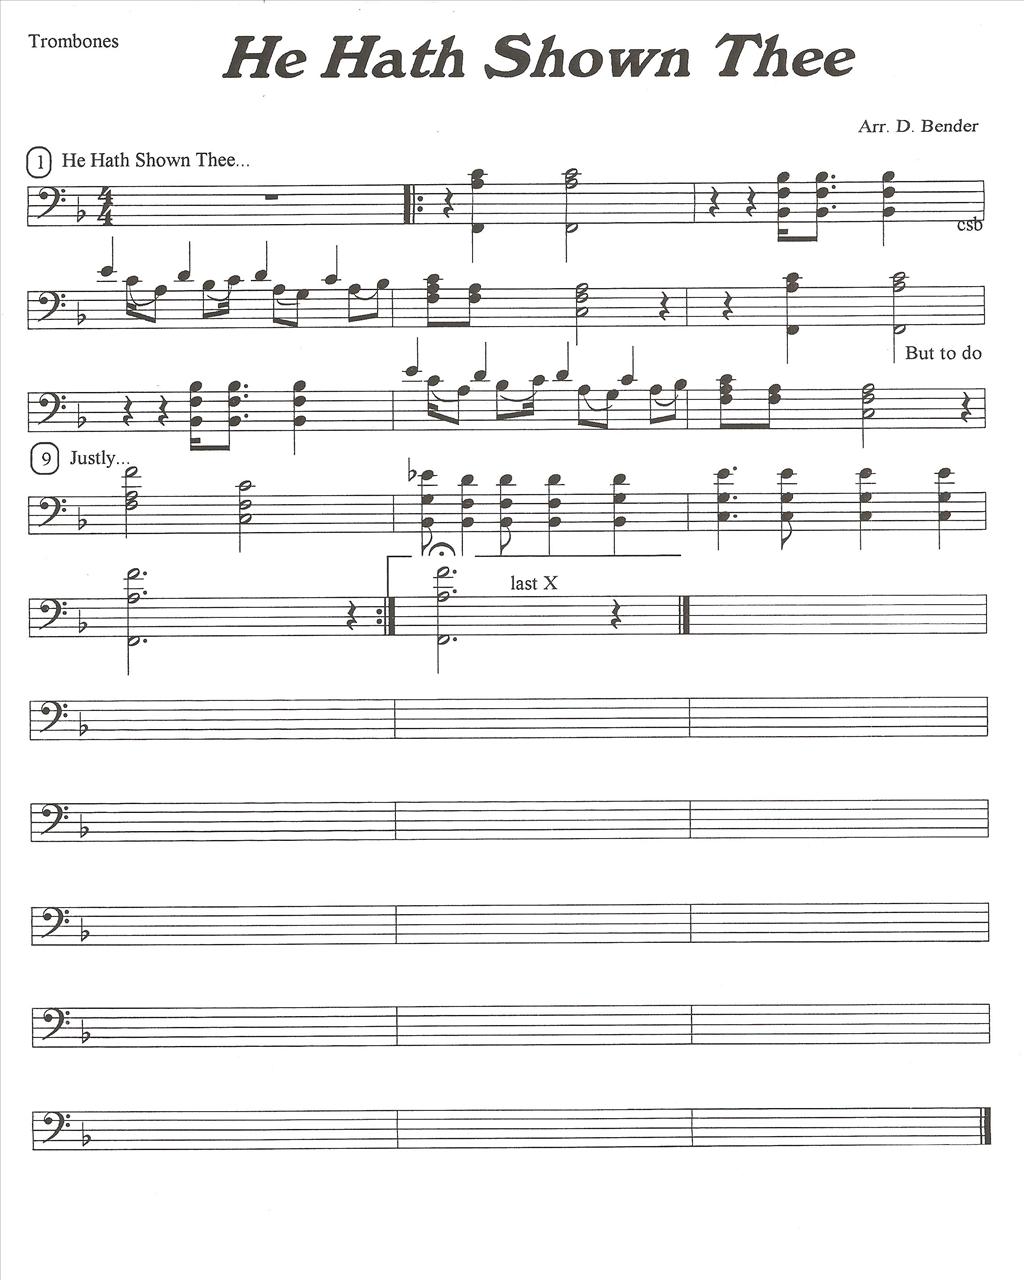 Trombones
He Hath Shown Thee
Arr. D. Bender
1 He Hath Shown Thee...
4
4
csb
But to do
9 Justly...
last X